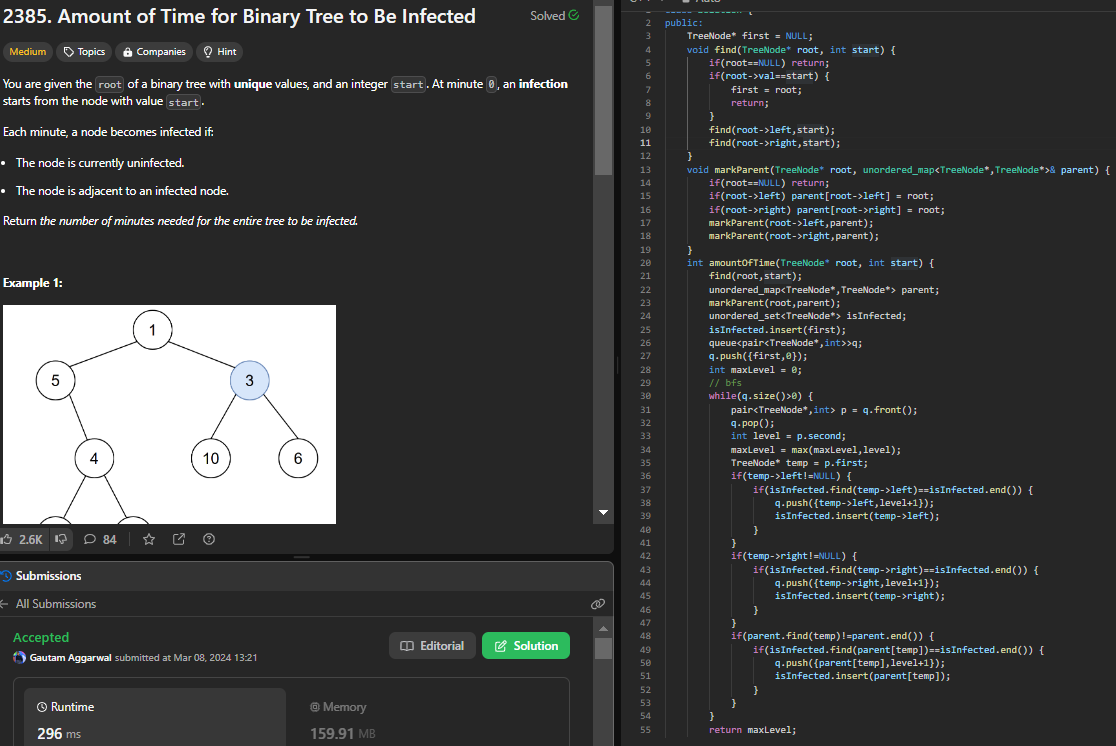 2385. Amount of Time for Binary Tree to Be Infected
Solved
Medium Topics Companies Hint
You are given the root of a binary tree with unique values, and an integer start. At minute 0, an infection
starts from the node with value start.
Each minute, a node becomes infected if:
• The node is currently uninfected.
• The node is adjacent to an infected node.
Return the number of minutes needed for the entire tree to be infected.
Example 1:
1
5 3
4 10 6
2.6K 84
Submissions
← All Submissions
Accepted
Gautam Aggarwal submitted at Mar 08, 2024 13:21
Editorial Solution
Runtime Memory
296 ms 159.91 MB
2 public:
3 TreeNode* first = NULL;
4 void find(TreeNode* root, int start) {
5 if(root==NULL) return;
6 if(root->val==start) {
7 first = root;
8 return;
9 }
10 find(root->left,start);
11 find(root->right,start);
12 }
13 void markParent(TreeNode* root, unordered_map<TreeNode*,TreeNode*>& parent) {
14 if(root==NULL) return;
15 if(root->left) parent[root->left] = root;
16 if(root->right) parent[root->right] = root;
17 markParent(root->left,parent);
18 markParent(root->right,parent);
19 }
20 int amountOfTime(TreeNode* root, int start) {
21 find(root,start);
22 unordered_map<TreeNode*,TreeNode*> parent;
23 markParent(root,parent);
24 unordered_set<TreeNode*> isInfected;
25 isInfected.insert(first);
26 queue<pair<TreeNode*,int>>q;
27 q.push({first,0});
28 int maxLevel = 0;
29 // bfs
30 while(q.size()>0) {
31 pair<TreeNode*,int> p = q.front();
32 q.pop();
33 int level = p.second;
34 maxLevel = max(maxLevel,level);
35 TreeNode* temp = p.first;
36 if(temp->left!=NULL) {
37 if(isInfected.find(temp->left)==isInfected.end()) {
38 q.push({temp->left,level+1});
39 isInfected.insert(temp->left);
40 }
41 }
42 if(temp->right!=NULL) {
43 if(isInfected.find(temp->right)==isInfected.end()) {
44 q.push({temp->right,level+1});
45 isInfected.insert(temp->right);
46 }
47 }
48 if(parent.find(temp)!=parent.end()) {
49 if(isInfected.find(parent[temp])==isInfected.end()) {
50 q.push({parent[temp],level+1});
51 isInfected.insert(parent[temp]);
52 }
53 }
54 }
55 return maxLevel;